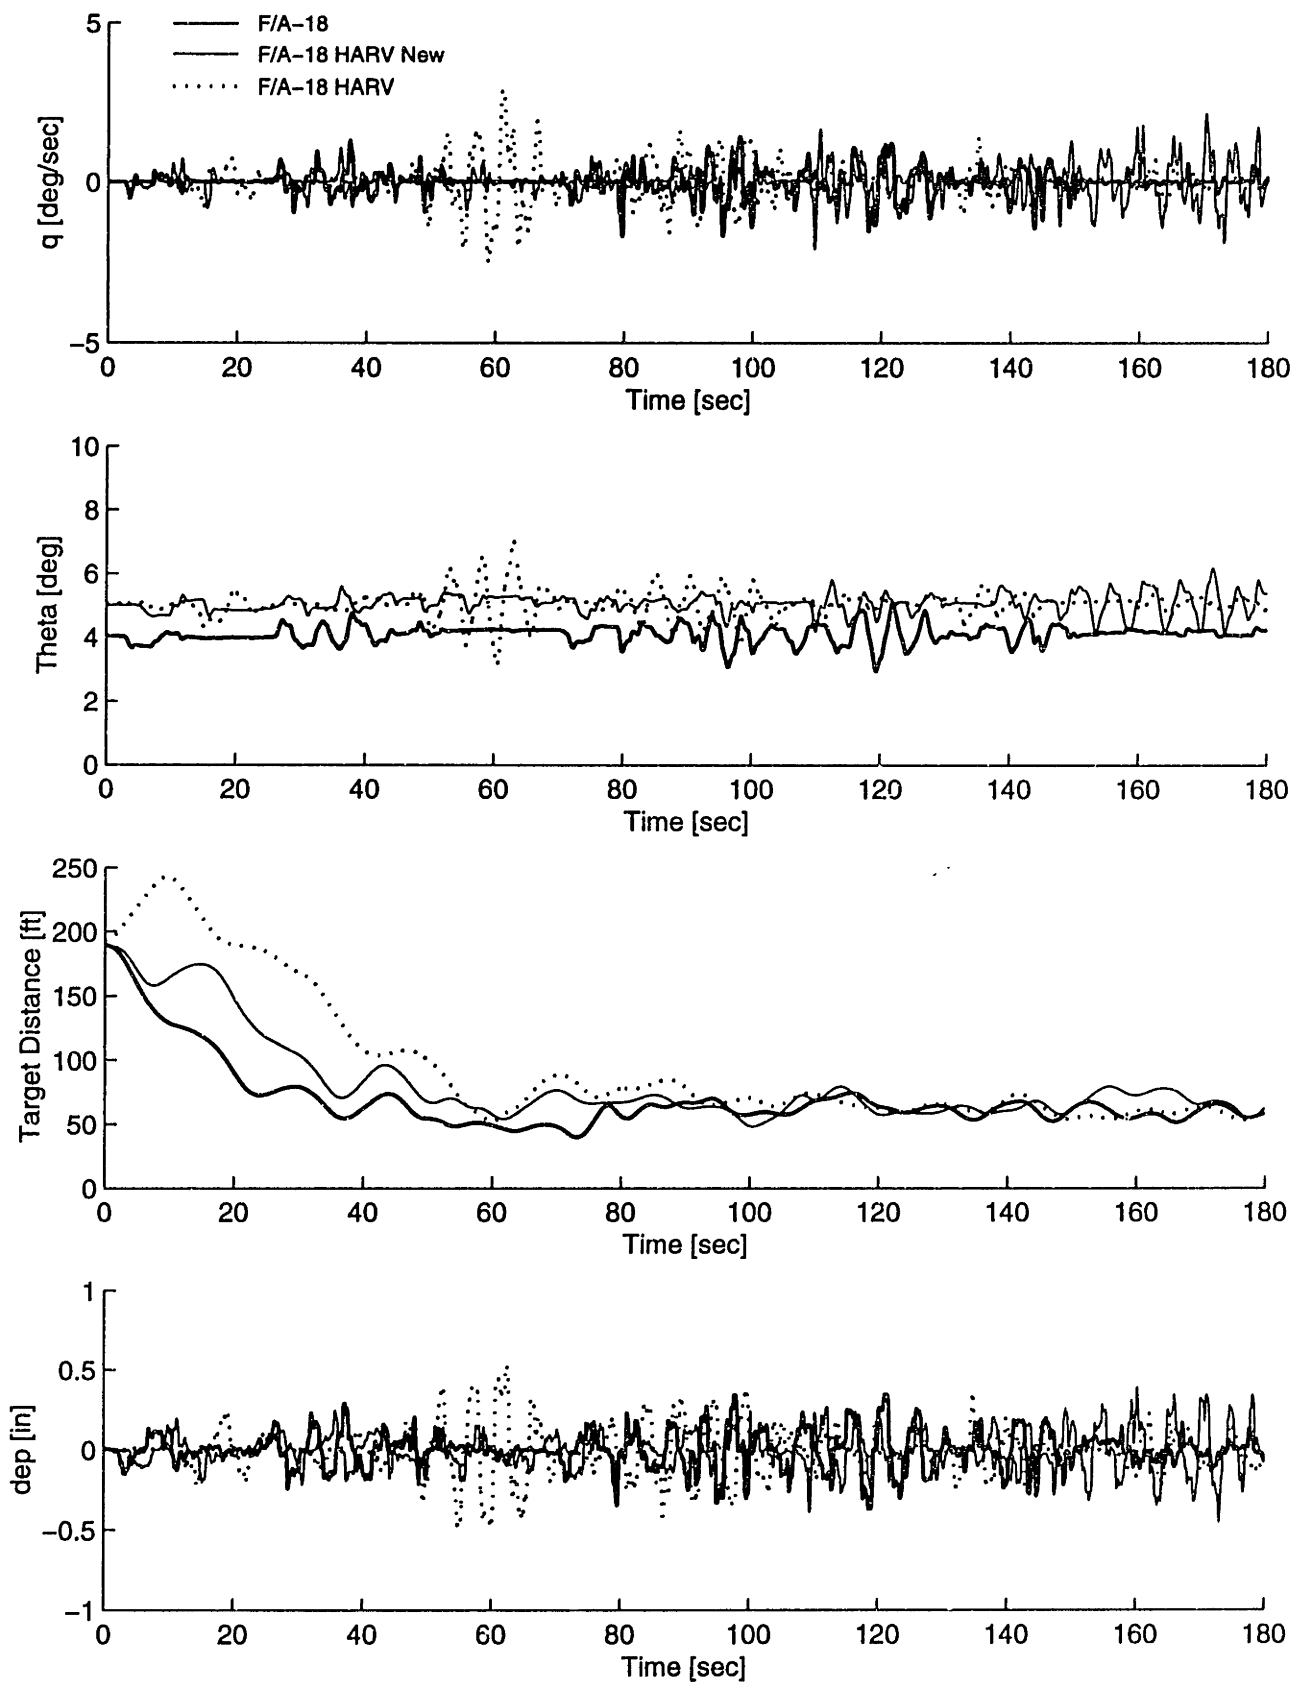 5
F/A-18
F/A-18 HARV New
F/A-18 HARV
q [deg/sec]
0
-5
0 20 40 60 80 100 120 140 160 180
Time [sec]
10
8
6
4
2
0
Theta [deg]
0 20 40 60 80 100 120 140 160 180
Time [sec]
250
200
150
100
50
0
Target Distance [ft]
0 20 40 60 80 100 120 140 160 180
Time [sec]
1
0.5
0
-0.5
-1
dep [in]
0 20 40 60 80 100 120 140 160 180
Time [sec]